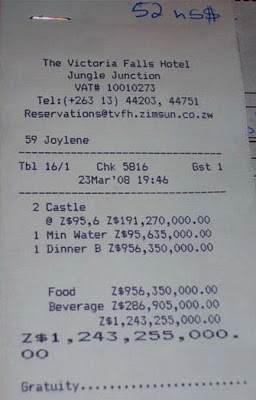 52 us$
The Victoria Falls Hotel
Jungle Junction
VAT# 10010273
Tel:(+263 13) 44203, 44751
Reservations@tvfh.zimsun.co.zw
59 Joylene
Tbl 16/1 Chk 5816 Gst 1
23Mar'08 19:46
2 Castle
@ Z$95,6 Z$191,270,000.00
1 Min Water Z$95,635,000.00
1 Dinner B Z$956,350,000.00
Food Z$956,350,000.00
Beverage Z$286,905,000.00
Z$1,243,255,000.00
Z$1,243,255,000.
00
Gratuity........................